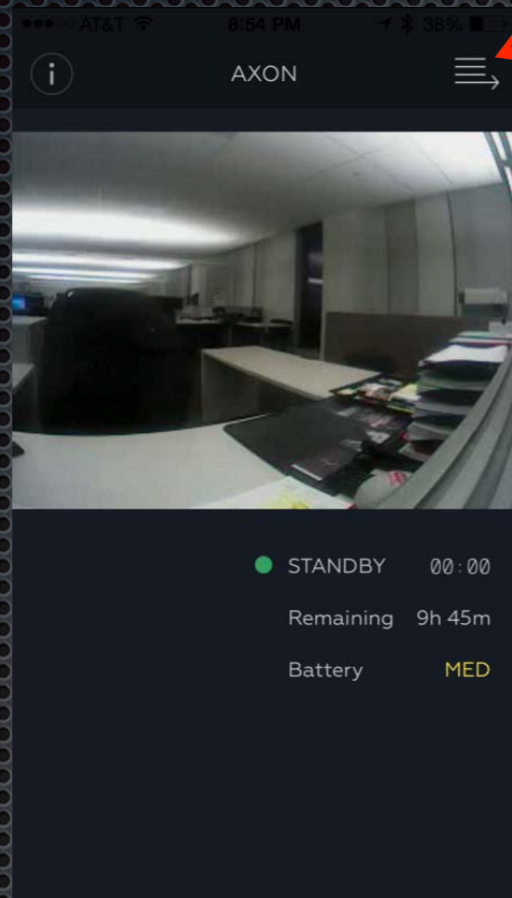 AT&T 8:54 PM 38%
i AXON
STANDBY 00:00
Remaining 9h 45m
Battery MED